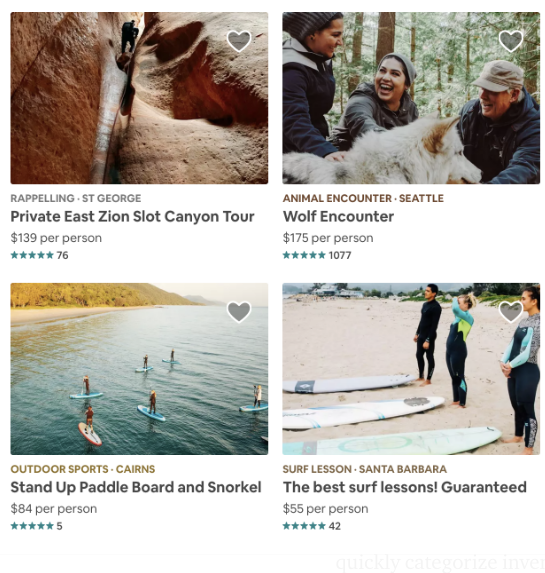 RAPPELLING · ST GEORGE
Private East Zion Slot Canyon Tour
$139 per person
★★★★★ 76
ANIMAL ENCOUNTER · SEATTLE
Wolf Encounter
$175 per person
★★★★★ 1077
OUTDOOR SPORTS · CAIRNS
Stand Up Paddle Board and Snorkel
$84 per person
★★★★★ 5
SURF LESSON · SANTA BARBARA
The best surf lessons! Guaranteed
$55 per person
★★★★★ 42
quickly categorize inver